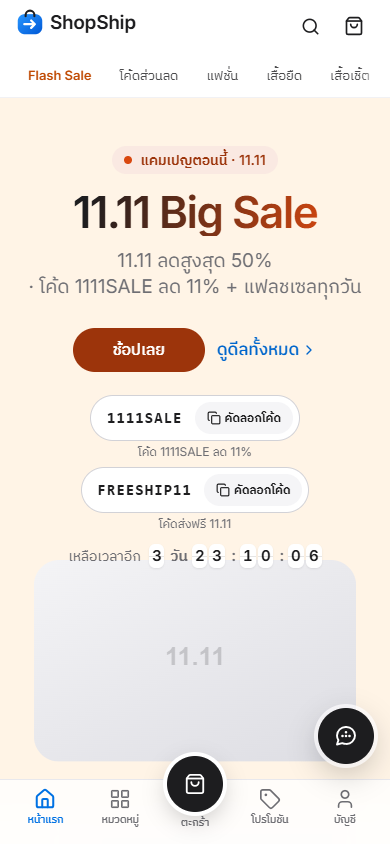 ShopShip
Flash Sale โค้ดส่วนลด แฟชั่น เสื้อยืด เสื้อเชิ้ต
แคมเปญตอนนี้ · 11.11
11.11 Big Sale
11.11 ลดสูงสุด 50%
· โค้ด 1111SALE ลด 11% + แฟลชเซลทุกวัน
ช้อปเลย ดูดีลทั้งหมด
1111SALE คัดลอกโค้ด
โค้ด 1111SALE ลด 11%
FREESHIP11 คัดลอกโค้ด
โค้ดส่งฟรี 11.11
เหลือเวลาอีก 3 วัน 23 : 10 : 06
11.11
หน้าแรก หมวดหมู่ ตะกร้า โปรโมชัน บัญชี